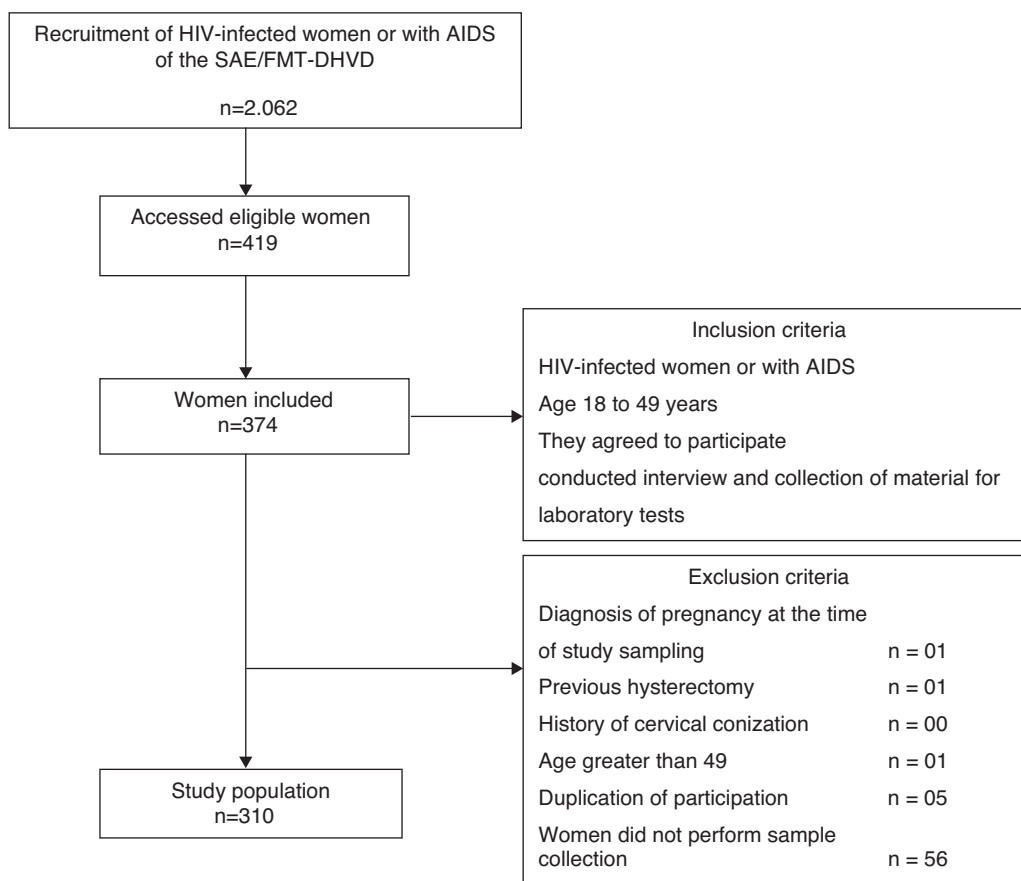 Recruitment of HIV-infected women or with AIDS
of the SAE/FMT-DHVD
n=2.062
Accessed eligible women
n=419
Women included
n=374
Inclusion criteria
HIV-infected women or with AIDS
Age 18 to 49 years
They agreed to participate
conducted interview and collection of material for
laboratory tests
Exclusion criteria
Diagnosis of pregnancy at the time
of study sampling n = 01
Previous hysterectomy n = 01
History of cervical conization n = 00
Age greater than 49 n = 01
Duplication of participation n = 05
Women did not perform sample
collection n = 56
Study population
n=310